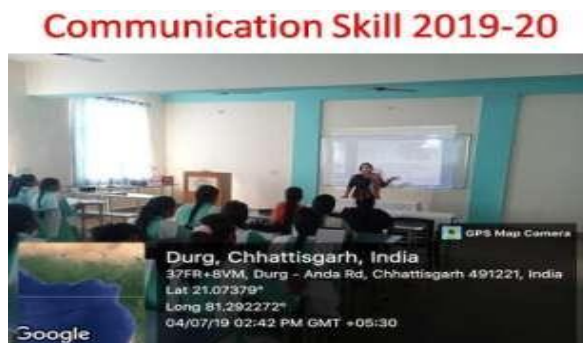 Communication Skill 2019-20
GPS Map Camera
Durg, Chhattisgarh, India
37FR+8VM, Durg - Anda Rd, Chhattisgarh 491221, India
Lat 21.07379°
Long 81.292272°
04/07/19 02:42 PM GMT +05:30
Google